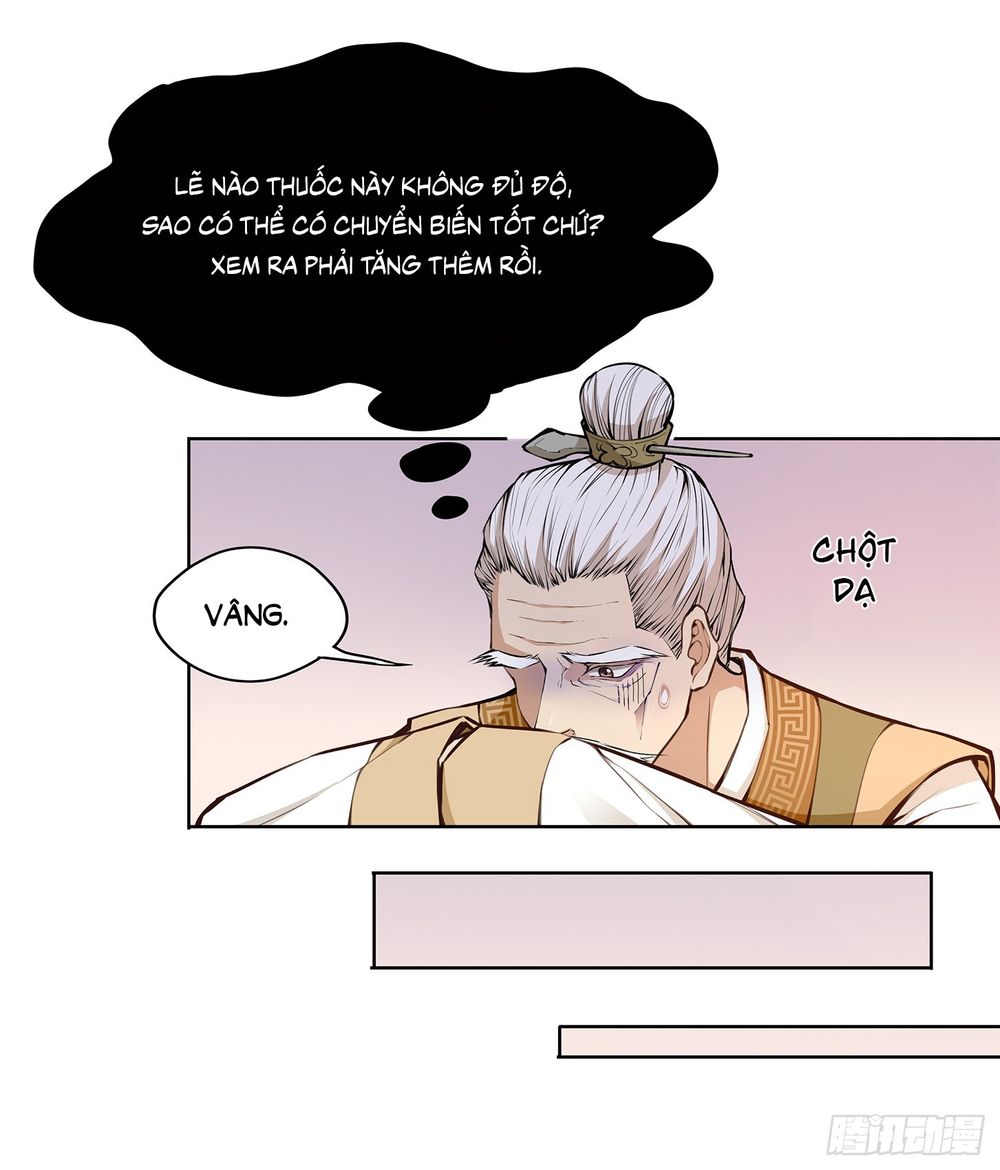 LẼ NÀO THUỐC NÀY KHÔNG ĐỦ ĐỘ,
SAO CÓ THỂ CÓ CHUYỂN BIẾN TỐT CHỨ?
XEM RA PHẢI TĂNG THÊM RỒI.
CHỘT
DẠ
VÂNG.
腾讯动漫